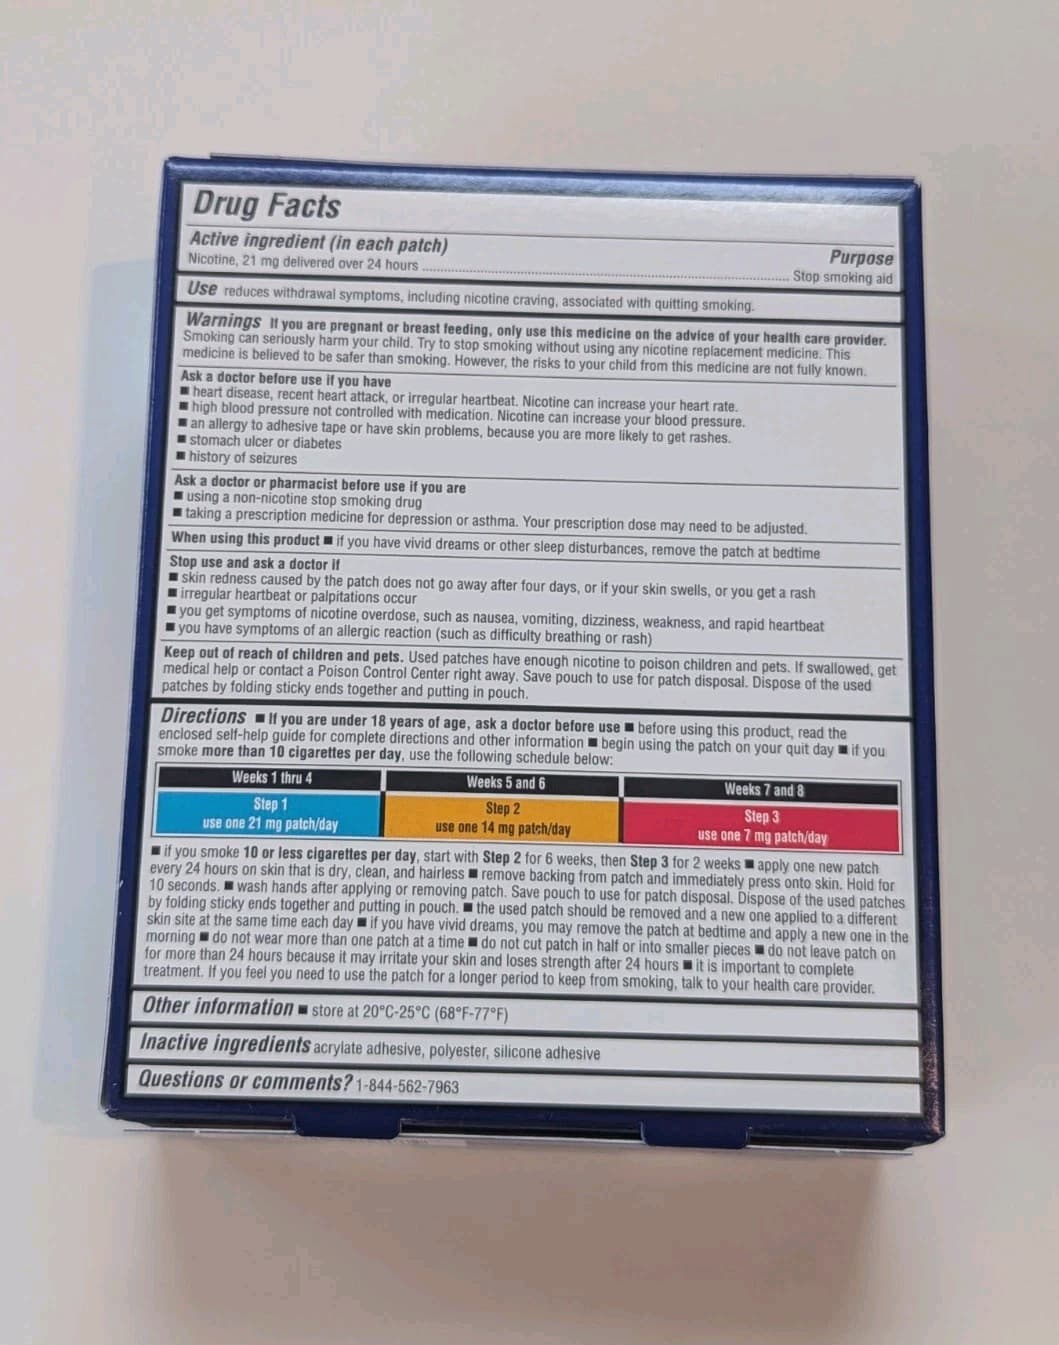 Drug Facts
Active ingredient (in each patch) Purpose
Nicotine, 21 mg delivered over 24 hours ........ Stop smoking aid
Use reduces withdrawal symptoms, including nicotine craving, associated with quitting smoking.
Warnings If you are pregnant or breast feeding, only use this medicine on the advice of your health care provider.
Smoking can seriously harm your child. Try to stop smoking without using any nicotine replacement medicine. This
medicine is believed to be safer than smoking. However, the risks to your child from this medicine are not fully known.
Ask a doctor before use if you have
■ heart disease, recent heart attack, or irregular heartbeat. Nicotine can increase your heart rate.
■ high blood pressure not controlled with medication. Nicotine can increase your blood pressure.
■ an allergy to adhesive tape or have skin problems, because you are more likely to get rashes.
■ stomach ulcer or diabetes
■ history of seizures
Ask a doctor or pharmacist before use if you are
■ using a non-nicotine stop smoking drug
■ taking a prescription medicine for depression or asthma. Your prescription dose may need to be adjusted.
When using this product ■ if you have vivid dreams or other sleep disturbances, remove the patch at bedtime
Stop use and ask a doctor if
■ skin redness caused by the patch does not go away after four days, or if your skin swells, or you get a rash
■ irregular heartbeat or palpitations occur
■ you get symptoms of nicotine overdose, such as nausea, vomiting, dizziness, weakness, and rapid heartbeat
■ you have symptoms of an allergic reaction (such as difficulty breathing or rash)
Keep out of reach of children and pets. Used patches have enough nicotine to poison children and pets. If swallowed, get
medical help or contact a Poison Control Center right away. Save pouch to use for patch disposal. Dispose of the used
patches by folding sticky ends together and putting in pouch.
Directions ■ If you are under 18 years of age, ask a doctor before use ■ before using this product, read the
enclosed self-help guide for complete directions and other information ■ begin using the patch on your quit day ■ if you
smoke more than 10 cigarettes per day, use the following schedule below:
Weeks 1 thru 4 Weeks 5 and 6 Weeks 7 and 8
Step 1 Step 2 Step 3
use one 21 mg patch/day use one 14 mg patch/day use one 7 mg patch/day
■ if you smoke 10 or less cigarettes per day, start with Step 2 for 6 weeks, then Step 3 for 2 weeks ■ apply one new patch
every 24 hours on skin that is dry, clean, and hairless ■ remove backing from patch and immediately press onto skin. Hold for
10 seconds. ■ wash hands after applying or removing patch. Save pouch to use for patch disposal. Dispose of the used patches
by folding sticky ends together and putting in pouch. ■ the used patch should be removed and a new one applied to a different
skin site at the same time each day ■ if you have vivid dreams, you may remove the patch at bedtime and apply a new one in the
morning ■ do not wear more than one patch at a time ■ do not cut patch in half or into smaller pieces ■ do not leave patch on
for more than 24 hours because it may irritate your skin and loses strength after 24 hours ■ it is important to complete
treatment. If you feel you need to use the patch for a longer period to keep from smoking, talk to your health care provider.
Other information ■ store at 20°C-25°C (68°F-77°F)
Inactive ingredients acrylate adhesive, polyester, silicone adhesive
Questions or comments? 1-844-562-7963